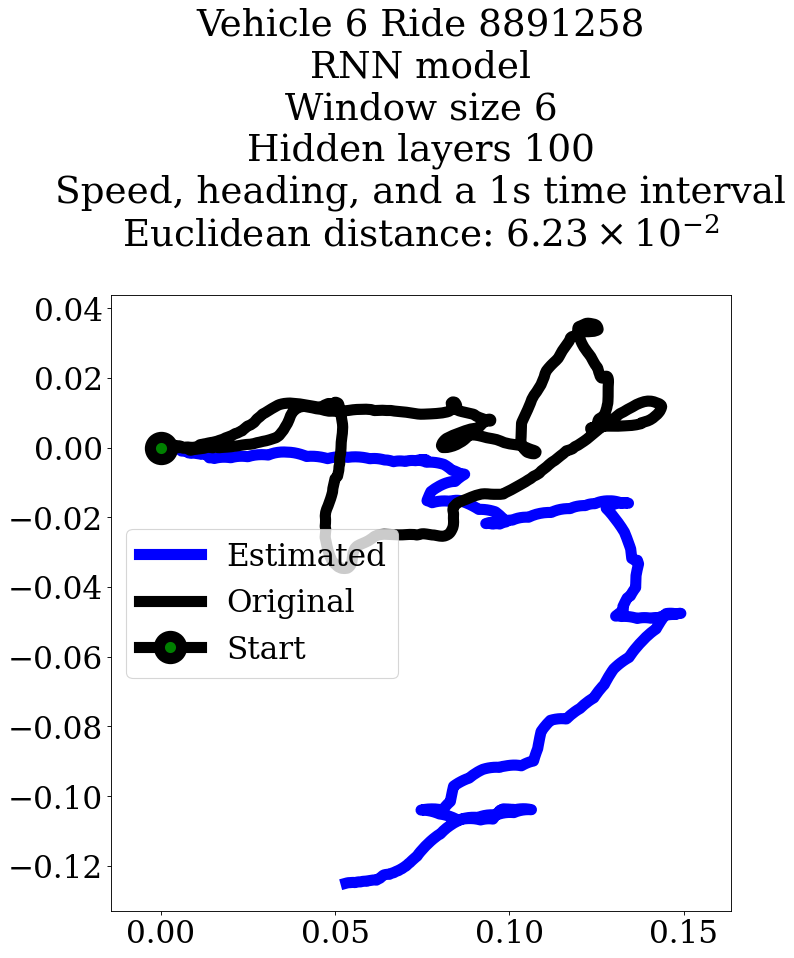 Vehicle 6 Ride 8891258
RNN model
Window size 6
Hidden layers 100
Speed, heading, and a 1s time interval
Euclidean distance: 6.23 × 10⁻²
0.04
0.02
0.00
−0.02
−0.04
−0.06
−0.08
−0.10
−0.12
Estimated
Original
Start
0.00 0.05 0.10 0.15